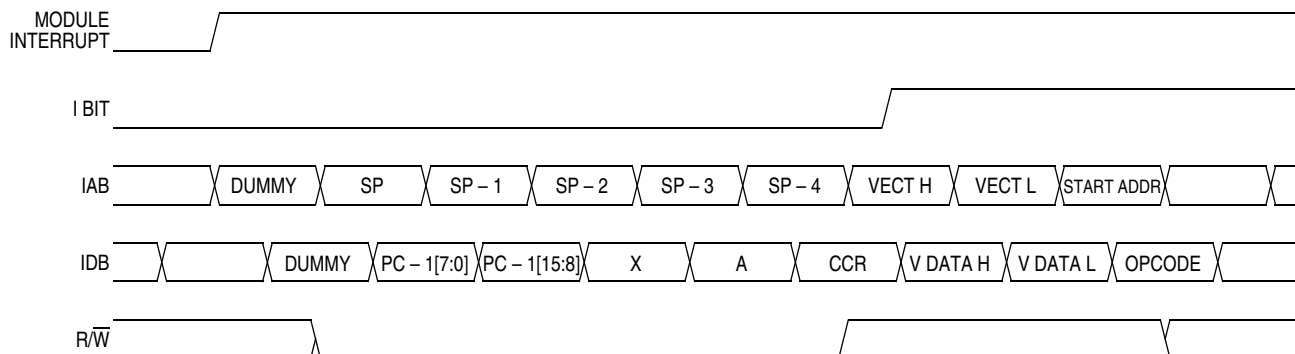 MODULE
INTERRUPT
I BIT
IAB DUMMY SP SP – 1 SP – 2 SP – 3 SP – 4 VECT H VECT L START ADDR
IDB DUMMY PC – 1[7:0] PC – 1[15:8] X A CCR V DATA H V DATA L OPCODE
R/W̅